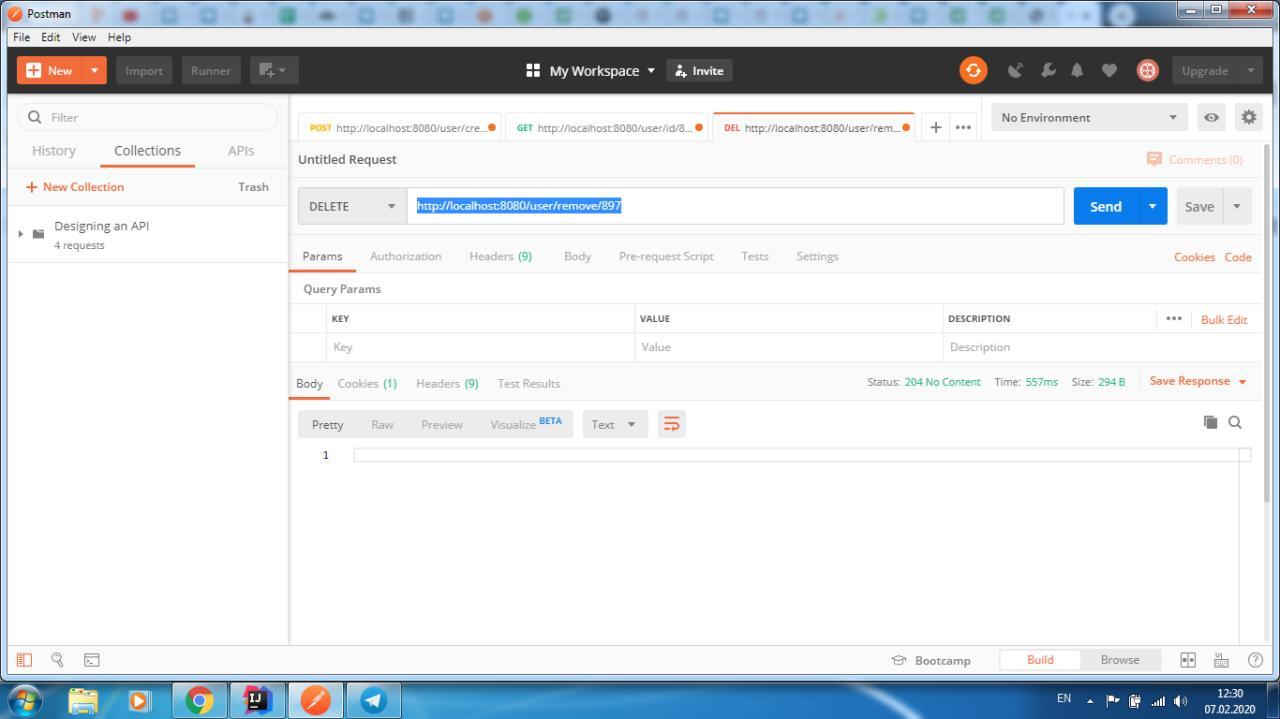 Postman
File Edit View Help
New Import Runner My Workspace Invite Upgrade
Filter
History Collections APIs
New Collection Trash
Designing an API
4 requests
POST http://localhost:8080/user/cre... GET http://localhost:8080/user/id/8... DEL http://localhost:8080/user/rem... No Environment
Untitled Request Comments (0)
DELETE http://localhost:8080/user/remove/897 Send Save
Params Authorization Headers (9) Body Pre-request Script Tests Settings Cookies Code
Query Params
KEY VALUE DESCRIPTION Bulk Edit
Key Value Description
Body Cookies (1) Headers (9) Test Results Status: 204 No Content Time: 557ms Size: 294 B Save Response
Pretty Raw Preview Visualize BETA Text
1
Bootcamp Build Browse
IJ EN 12:30
07.02.2020